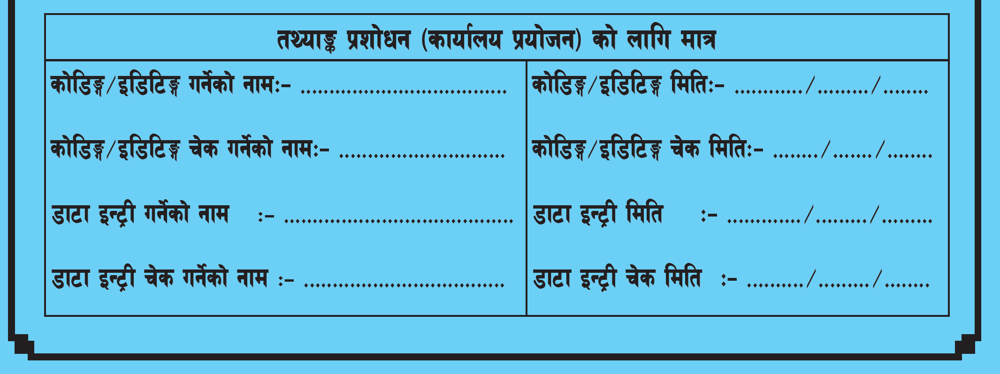 तथ्याङ्क प्रशोधन (कार्यालय प्रयोजन) को लागि मात्र
कोडिङ्ग/इडिटिङ्ग गर्नेको नामः– ....................................
कोडिङ्ग/इडिटिङ्ग मितिः– ............/........./........
कोडिङ्ग/इडिटिङ्ग चेक गर्नेको नामः– .............................
कोडिङ्ग/इडिटिङ्ग चेक मितिः– ......../......./........
डाटा इन्ट्री गर्नेको नाम :– ........................................
डाटा इन्ट्री मिति :– ............./........./.........
डाटा इन्ट्री चेक गर्नेको नाम :– ...................................
डाटा इन्ट्री चेक मिति :– ........../........./........